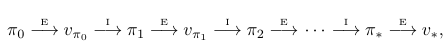 π₀ —E→ v_{π₀} —I→ π₁ —E→ v_{π₁} —I→ π₂ —E→ ⋯ —I→ π_* —E→ v_*,